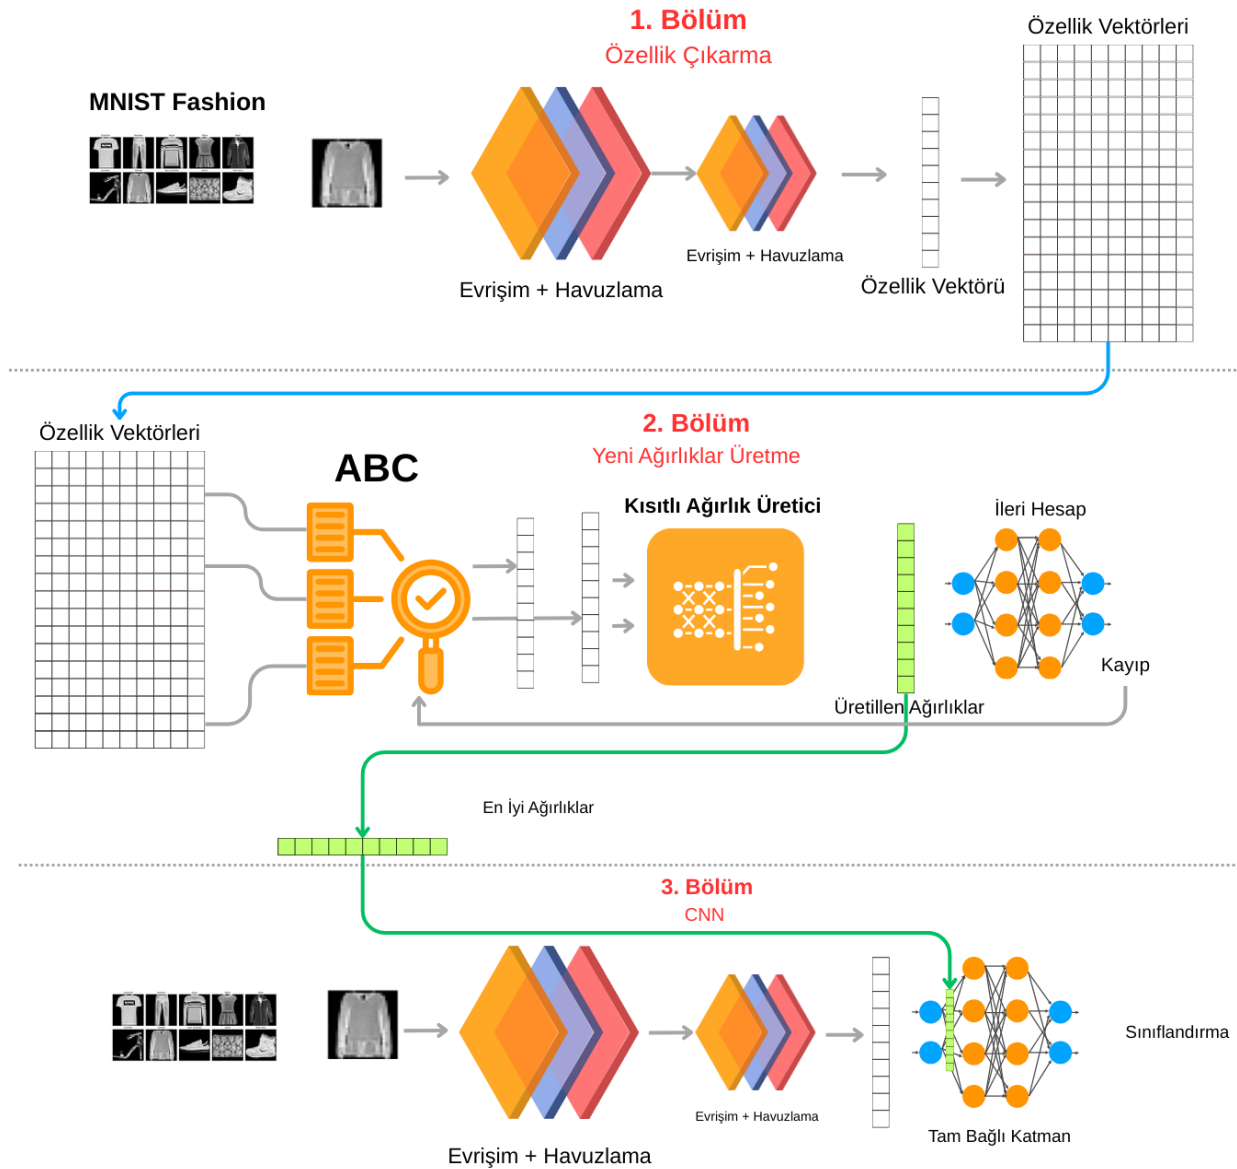 1. Bölüm
Özellik Çıkarma
Özellik Vektörleri
MNIST Fashion
Evrişim + Havuzlama
Evrişim + Havuzlama
Özellik Vektörü
2. Bölüm
Yeni Ağırlıklar Üretme
Özellik Vektörleri
ABC
Kısıtlı Ağırlık Üretici
İleri Hesap
Kayıp
Üretillen Ağırlıklar
En İyi Ağırlıklar
3. Bölüm
CNN
Sınıflandırma
Evrişim + Havuzlama
Evrişim + Havuzlama
Tam Bağlı Katman